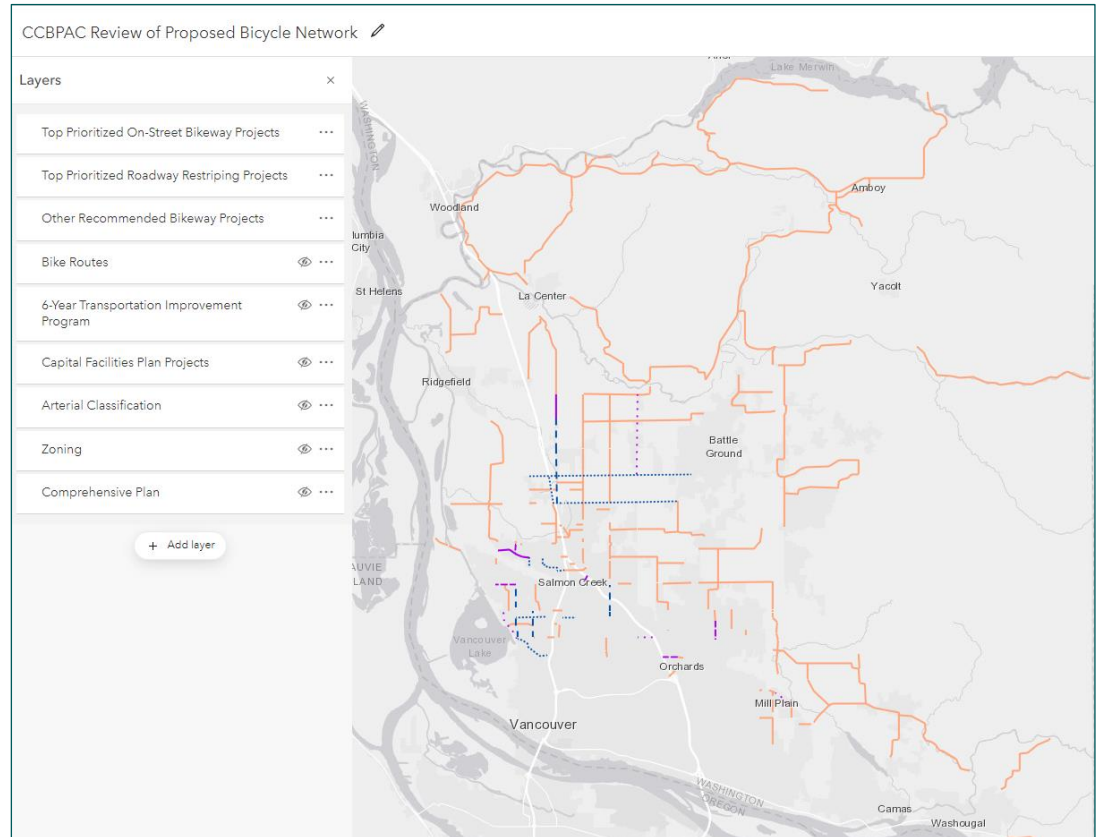 CCBPAC Review of Proposed Bicycle Network
Layers
Top Prioritized On-Street Bikeway Projects
Top Prioritized Roadway Restriping Projects
Other Recommended Bikeway Projects
Bike Routes
6-Year Transportation Improvement
Program
Capital Facilities Plan Projects
Arterial Classification
Zoning
Comprehensive Plan
+ Add layer
Lake Merwin
WASHINGTON
Amboy
Woodland
lumbia
City
Yacolt
St Helens
La Center
Ridgefield
Battle
Ground
AUVIE
LAND
Salmon Creek
Vancouver
Lake
Orchards
Mill Plain
Vancouver
WASHINGTON
OREGON
Camas
Washougal